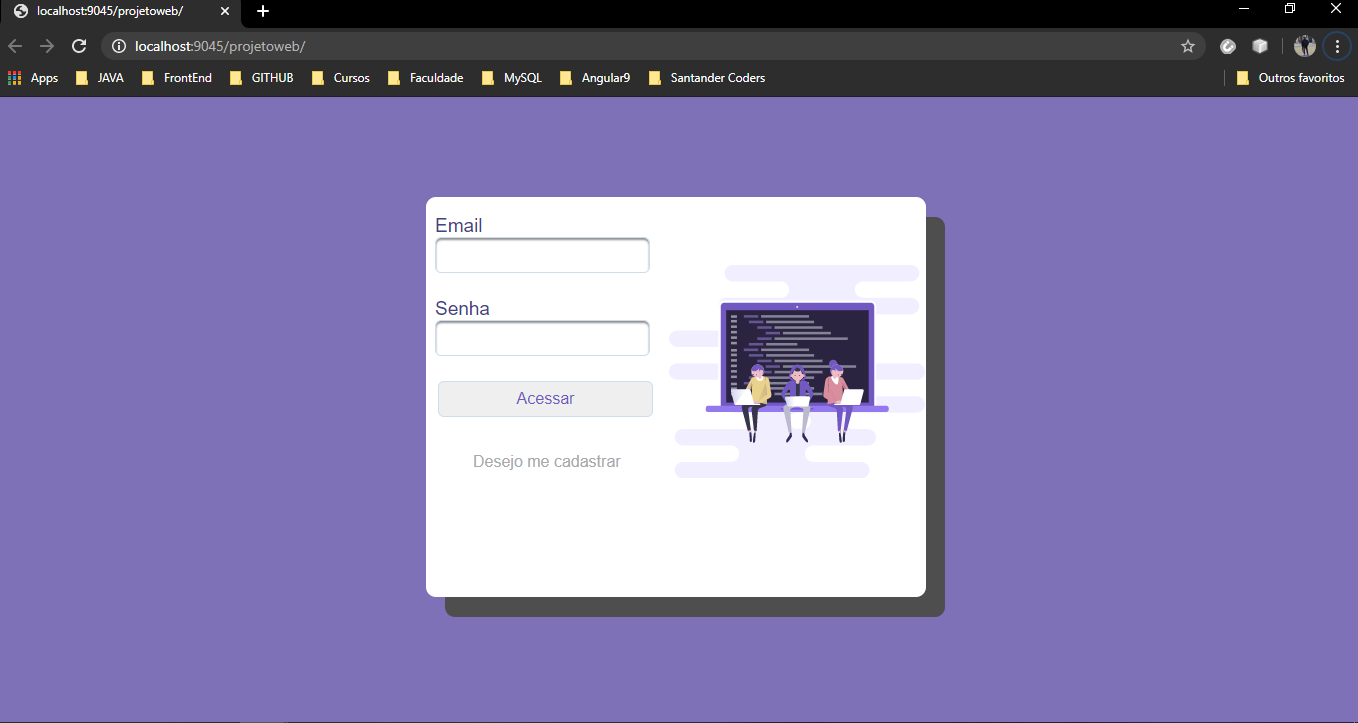 localhost:9045/projetoweb/
localhost:9045/projetoweb/
Apps JAVA FrontEnd GITHUB Cursos Faculdade MySQL Angular9 Santander Coders Outros favoritos
Email
Senha
Acessar
Desejo me cadastrar